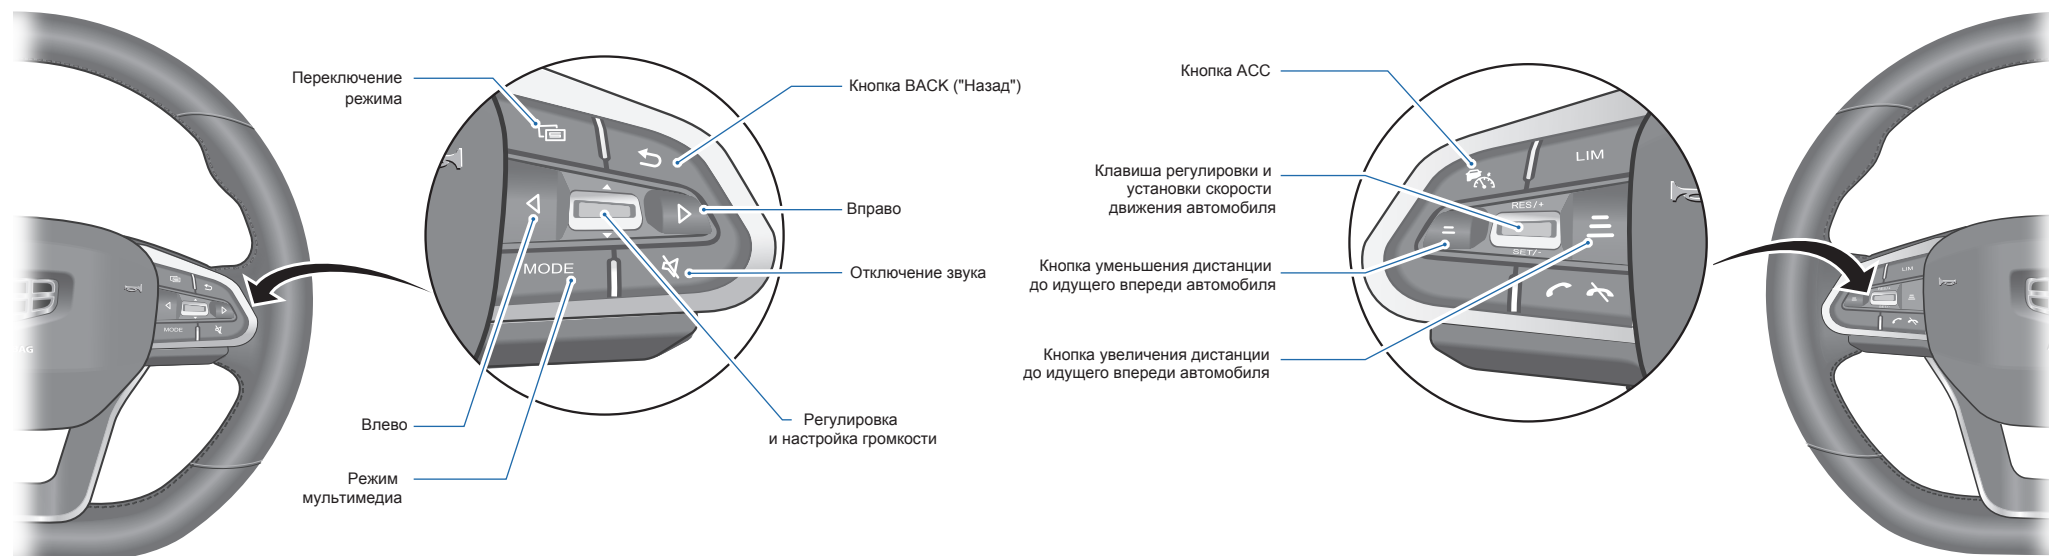 Переключение
режима
Кнопка BACK ("Назад")
Вправо
Отключение звука
MODE
Влево
Режим
мультимедиа
Регулировка
и настройка громкости
MODE
AG
Кнопка ACC
Клавиша регулировки и
установки скорости
движения автомобиля
Кнопка уменьшения дистанции
до идущего впереди автомобиля
Кнопка увеличения дистанции
до идущего впереди автомобиля
LIM
RES/+
SET/-
LIM